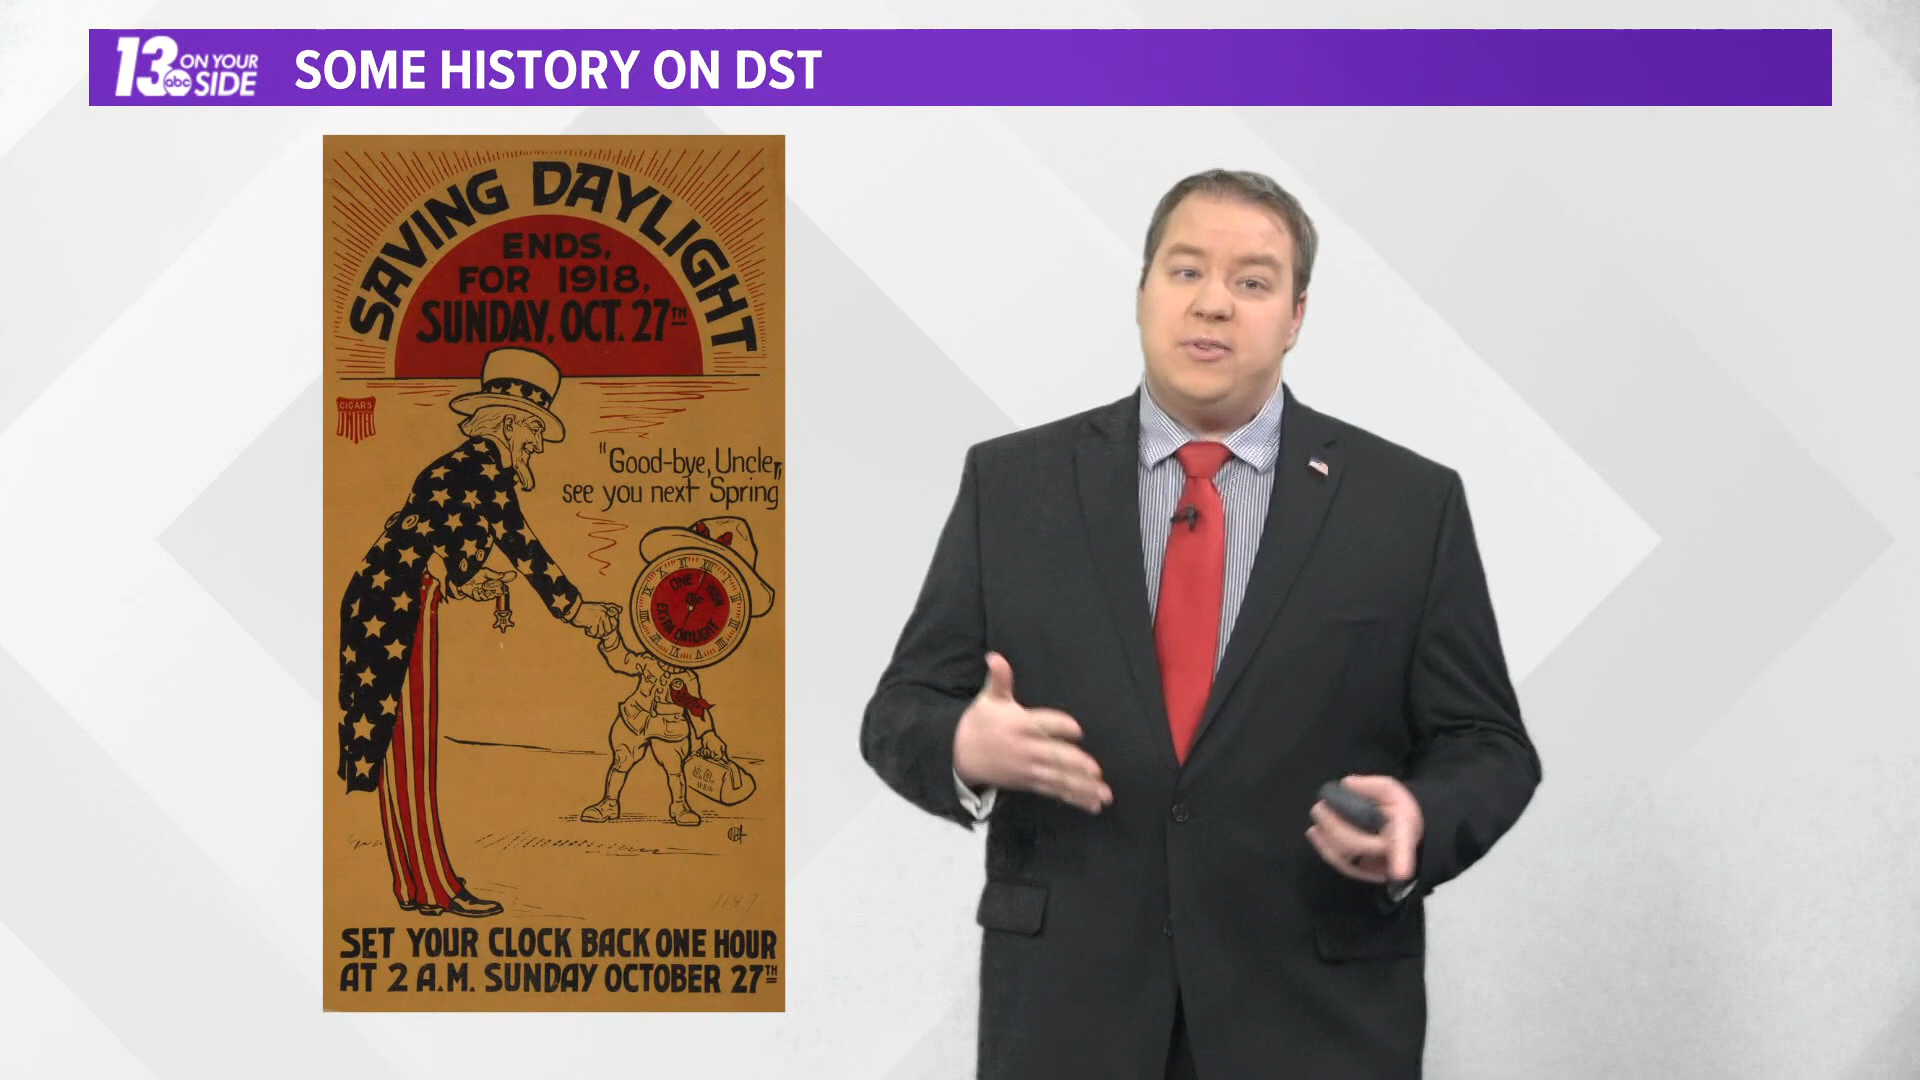 13 ON YOUR
abc SIDE
SOME HISTORY ON DST
SAVING DAYLIGHT
ENDS,
FOR 1918,
SUNDAY, OCT. 27TH
CIGARS
UNITED
"Good-bye, Uncle,
see you next Spring
ONE HOUR
OF
EXTRA DAYLIGHT
U.S.A.
1187
SET YOUR CLOCK BACK ONE HOUR
AT 2 A.M. SUNDAY OCTOBER 27TH